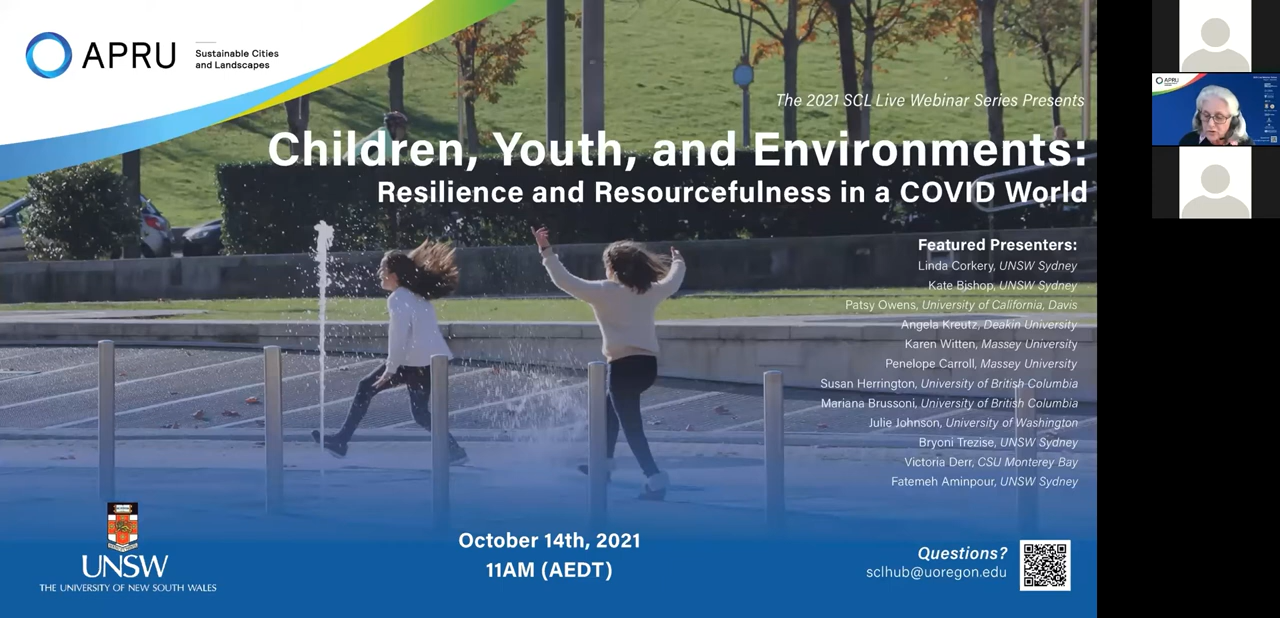 APRU
Sustainable Cities
and Landscapes
The 2021 SCL Live Webinar Series Presents
Children, Youth, and Environments:
Resilience and Resourcefulness in a COVID World
Featured Presenters:
Linda Corkery, UNSW Sydney
Kate Bishop, UNSW Sydney
Patsy Owens, University of California, Davis
Angela Kreutz, Deakin University
Karen Witten, Massey University
Penelope Carroll, Massey University
Susan Herrington, University of British Columbia
Mariana Brussoni, University of British Columbia
Julie Johnson, University of Washington
Bryoni Trezise, UNSW Sydney
Victoria Derr, CSU Monterey Bay
Fatemeh Aminpour, UNSW Sydney
UNSW
THE UNIVERSITY OF NEW SOUTH WALES
October 14th, 2021
11AM (AEDT)
Questions?
sclhub@uoregon.edu
APRU